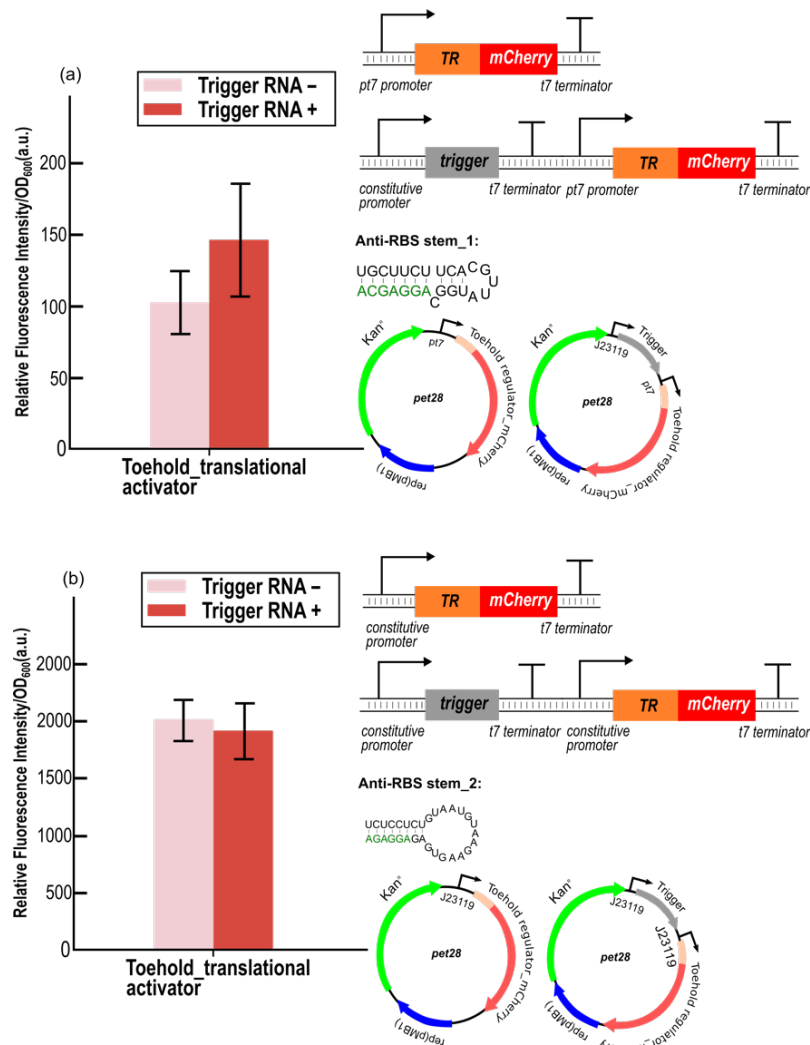 (a)
Trigger RNA –
Trigger RNA +
Relative Fluorescence Intensity/OD600(a.u.)
200
150
100
50
0
Toehold_translational
activator
TR
mCherry
pt7 promoter
t7 terminator
trigger
TR
mCherry
constitutive
promoter
t7 terminator
pt7 promoter
t7 terminator
Anti-RBS stem_1:
UGCUUCU UCACGUUAUGGC
ACGAGGA
KanR
pt7
Toehold regulator_mCherry
pet28
rep(pMB1)
KanR
J23119
Trigger
pt7
Toehold regulator_mCherry
pet28
rep(pMB1)
(b)
Trigger RNA –
Trigger RNA +
Relative Fluorescence Intensity/OD600(a.u.)
2000
2000
1500
1000
500
0
Toehold_translational
activator
TR
mCherry
constitutive
promoter
t7 terminator
trigger
TR
mCherry
constitutive
promoter
t7 terminator
constitutive
promoter
t7 terminator
Anti-RBS stem_2:
UCUCCUCUGUAAUGUAAGAAGUGAG
AGAGGA
KanR
J23119
Toehold regulator_mCherry
pet28
rep(pMB1)
KanR
J23119
Trigger
J23119
Toehold regulator_
pet28
rep(pMB1)